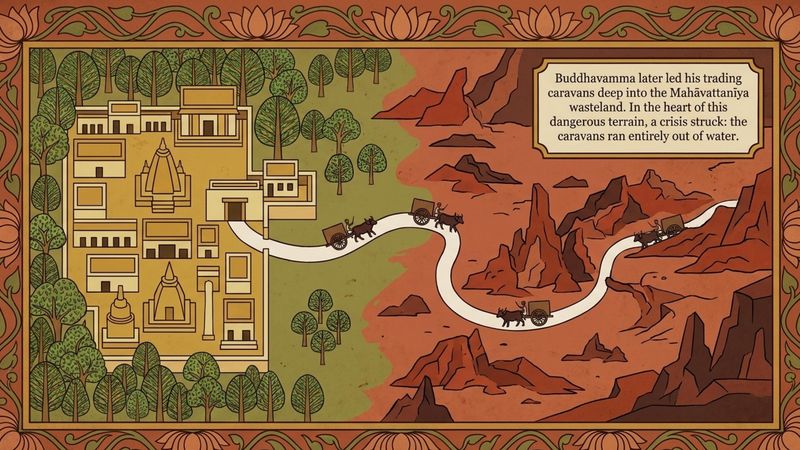 Buddhavamma later led his trading
caravans deep into the Mahāvattanīya
wasteland. In the heart of this
dangerous terrain, a crisis struck: the
caravans ran entirely out of water.